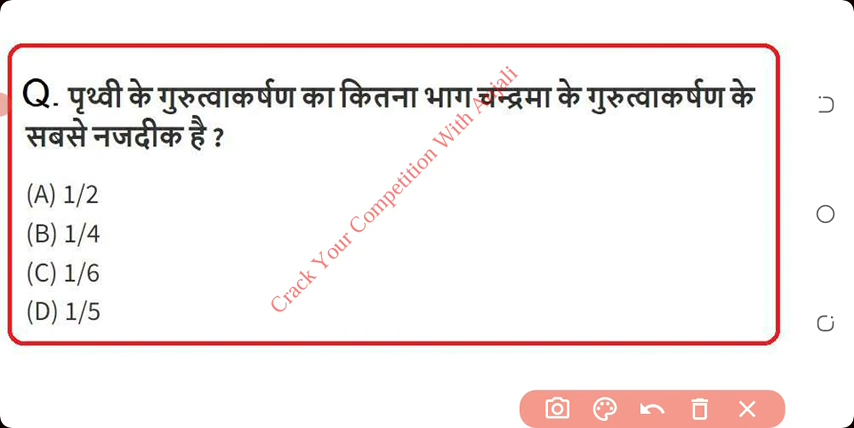 Q. पृथ्वी के गुरुत्वाकर्षण का कितना भाग चन्द्रमा के गुरुत्वाकर्षण के
सबसे नजदीक है ?
(A) 1/2
(B) 1/4
(C) 1/6
(D) 1/5
Crack Your Competition With Anjali